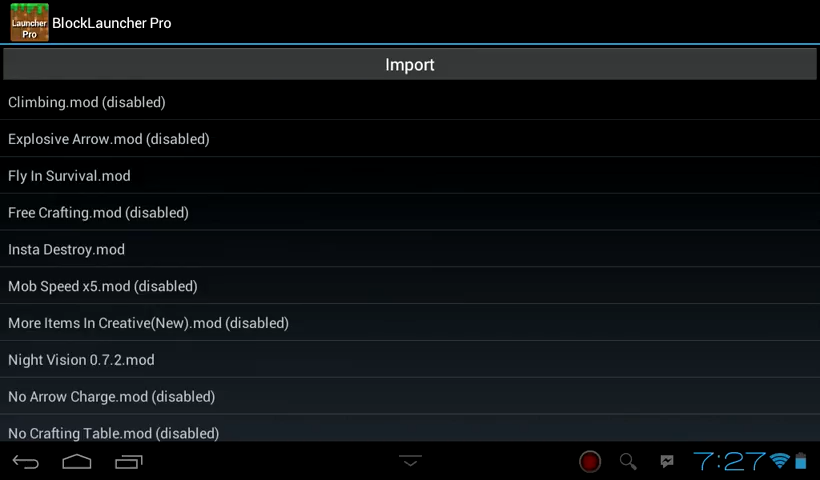 Launcher
Pro
BlockLauncher Pro
Import
Climbing.mod (disabled)
Explosive Arrow.mod (disabled)
Fly In Survival.mod
Free Crafting.mod (disabled)
Insta Destroy.mod
Mob Speed x5.mod (disabled)
More Items In Creative(New).mod (disabled)
Night Vision 0.7.2.mod
No Arrow Charge.mod (disabled)
No Crafting Table.mod (disabled)
7:27